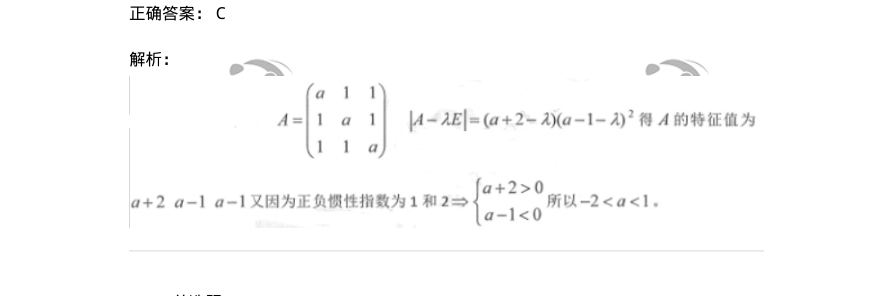 正确答案： C
解析：
A = ⎛a 1 1⎞
⎜1 a 1⎟
⎝1 1 a⎠ |A−λE|=(a+2−λ)(a−1−λ)² 得 A 的特征值为
a+2 a−1 a−1 又因为正负惯性指数为 1 和 2⇒ {a+2>0
a−1<0 所以−2<a<1。